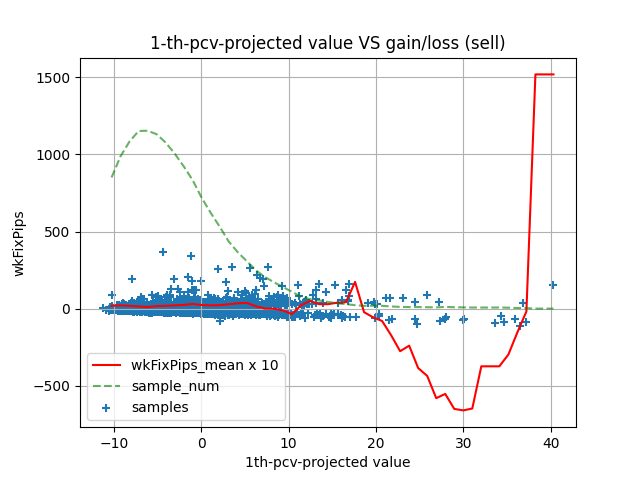 1-th-pcv-projected value VS gain/loss (sell)
wkFixPips
1500
1000
500
0
−500
wkFixPips_mean x 10
sample_num
samples
−10
0
10
20
30
40
1th-pcv-projected value